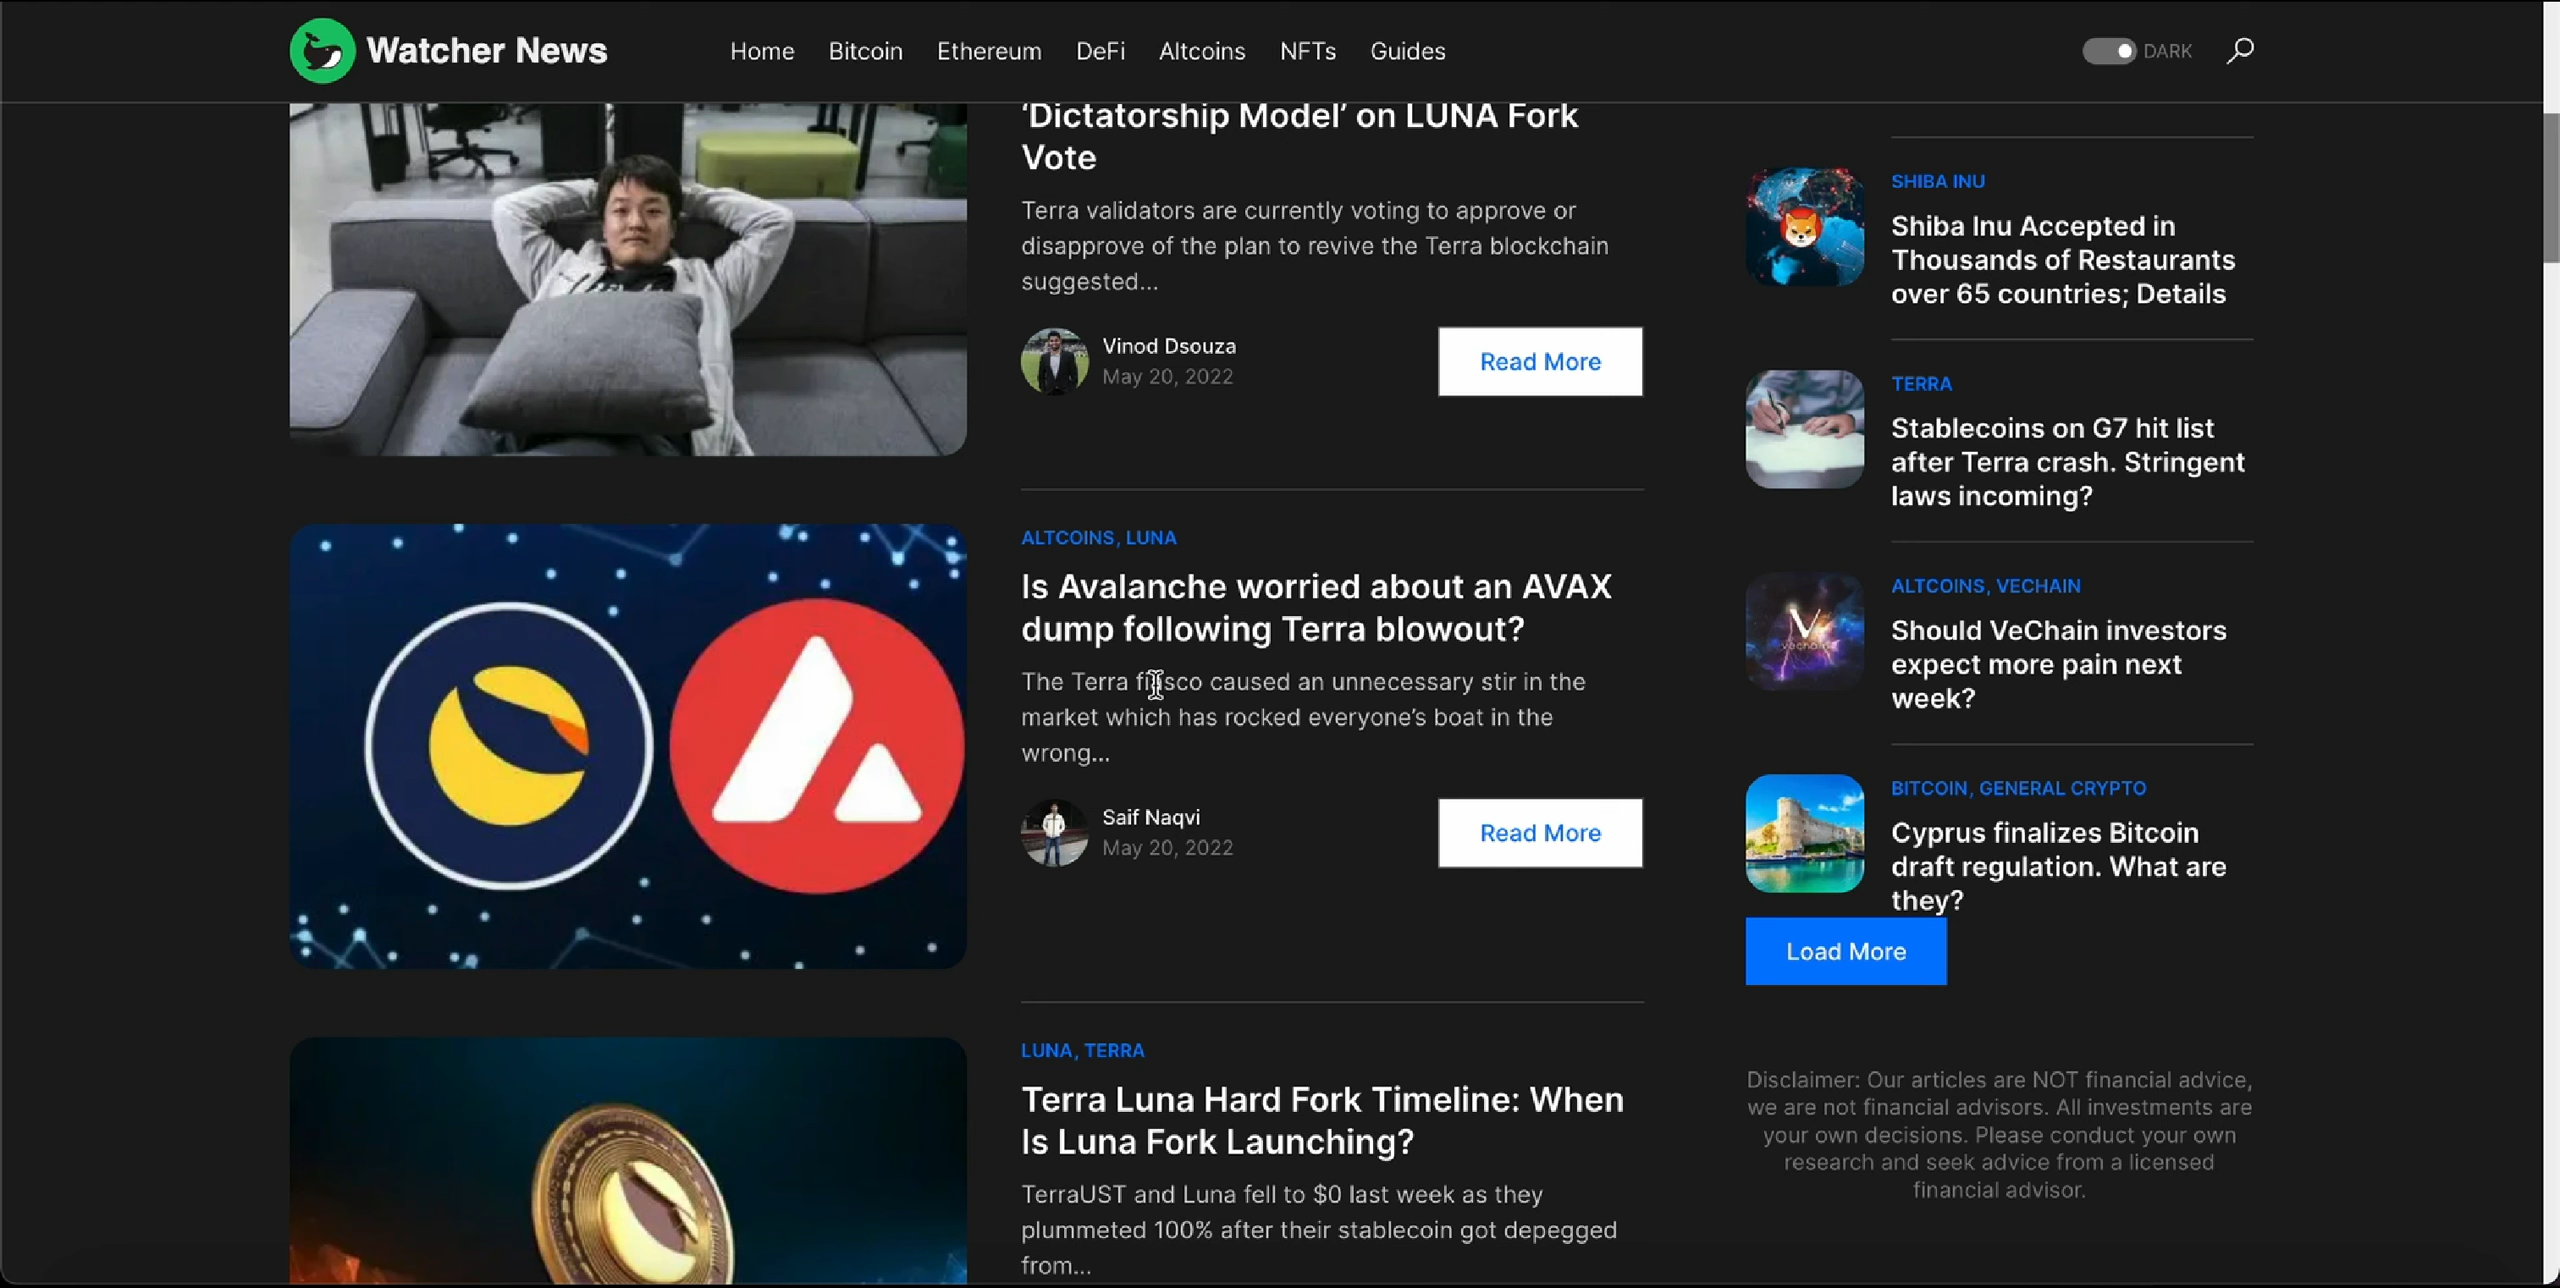 Watcher News
Home
Bitcoin
Ethereum
DeFi
Altcoins
NFTs
Guides
DARK
‘Dictatorship Model’ on LUNA Fork
Vote
Terra validators are currently voting to approve or
disapprove of the plan to revive the Terra blockchain
suggested...
Vinod Dsouza
May 20, 2022
Read More
ALTCOINS, LUNA
Is Avalanche worried about an AVAX
dump following Terra blowout?
The Terra fiasco caused an unnecessary stir in the
market which has rocked everyone’s boat in the
wrong...
Saif Naqvi
May 20, 2022
Read More
LUNA, TERRA
Terra Luna Hard Fork Timeline: When
Is Luna Fork Launching?
TerraUST and Luna fell to $0 last week as they
plummeted 100% after their stablecoin got depegged
from...
SHIBA INU
Shiba Inu Accepted in
Thousands of Restaurants
over 65 countries; Details
TERRA
Stablecoins on G7 hit list
after Terra crash. Stringent
laws incoming?
ALTCOINS, VECHAIN
Should VeChain investors
expect more pain next
week?
vechain
BITCOIN, GENERAL CRYPTO
Cyprus finalizes Bitcoin
draft regulation. What are
they?
Load More
Disclaimer: Our articles are NOT financial advice,
we are not financial advisors. All investments are
your own decisions. Please conduct your own
research and seek advice from a licensed
financial advisor.